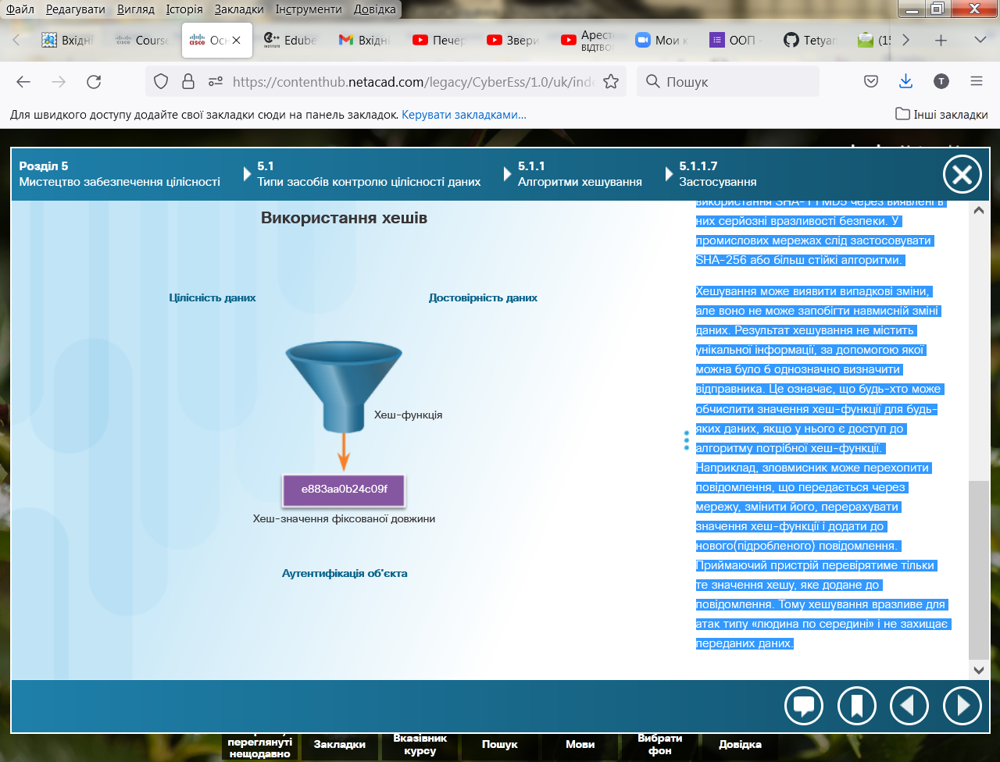 Файл Редагувати Вигляд Історія Закладки Інструменти Довідка
Вхідні Course Осн Edube Вхідні Печер Звери Арест Мои к ООП - Tetyan (15
відтво
https://contenthub.netacad.com/legacy/CyberEss/1.0/uk/inde Пошук
Для швидкого доступу додайте свої закладки сюди на панель закладок. Керувати закладками... Інші закладки
Розділ 5 5.1 5.1.1 5.1.1.7
Мистецтво забезпечення цілісності Типи засобів контролю цілісності даних Алгоритми хешування Застосування
Використання хешів
Цілісність даних Достовірність даних
Хеш-функція
e883aa0b24c09f
Хеш-значення фіксованої довжини
Аутентифікація об'єкта
використання SHA-1 і MD5 через виявлені в
них серйозні вразливості безпеки. У
промислових мережах слід застосовувати
SHA-256 або більш стійкі алгоритми.
Хешування може виявити випадкові зміни,
але воно не може запобігти навмисній зміні
даних. Результат хешування не містить
унікальної інформації, за допомогою якої
можна було б однозначно визначити
відправника. Це означає, що будь-хто може
обчислити значення хеш-функції для будь-
яких даних, якщо у нього є доступ до
алгоритму потрібної хеш-функції.
Наприклад, зловмисник може перехопити
повідомлення, що передається через
мережу, змінити його, перерахувати
значення хеш-функції і додати до
нового(підробленого) повідомлення.
Приймаючий пристрій перевірятиме тільки
те значення хешу, яке додане до
повідомлення. Тому хешування вразливе для
атак типу «людина по середині» і не захищає
переданих даних.
переглянуті
нещодавно
Закладки
Вказівник
курсу
Пошук
Мови
Вибрати
фон
Довідка